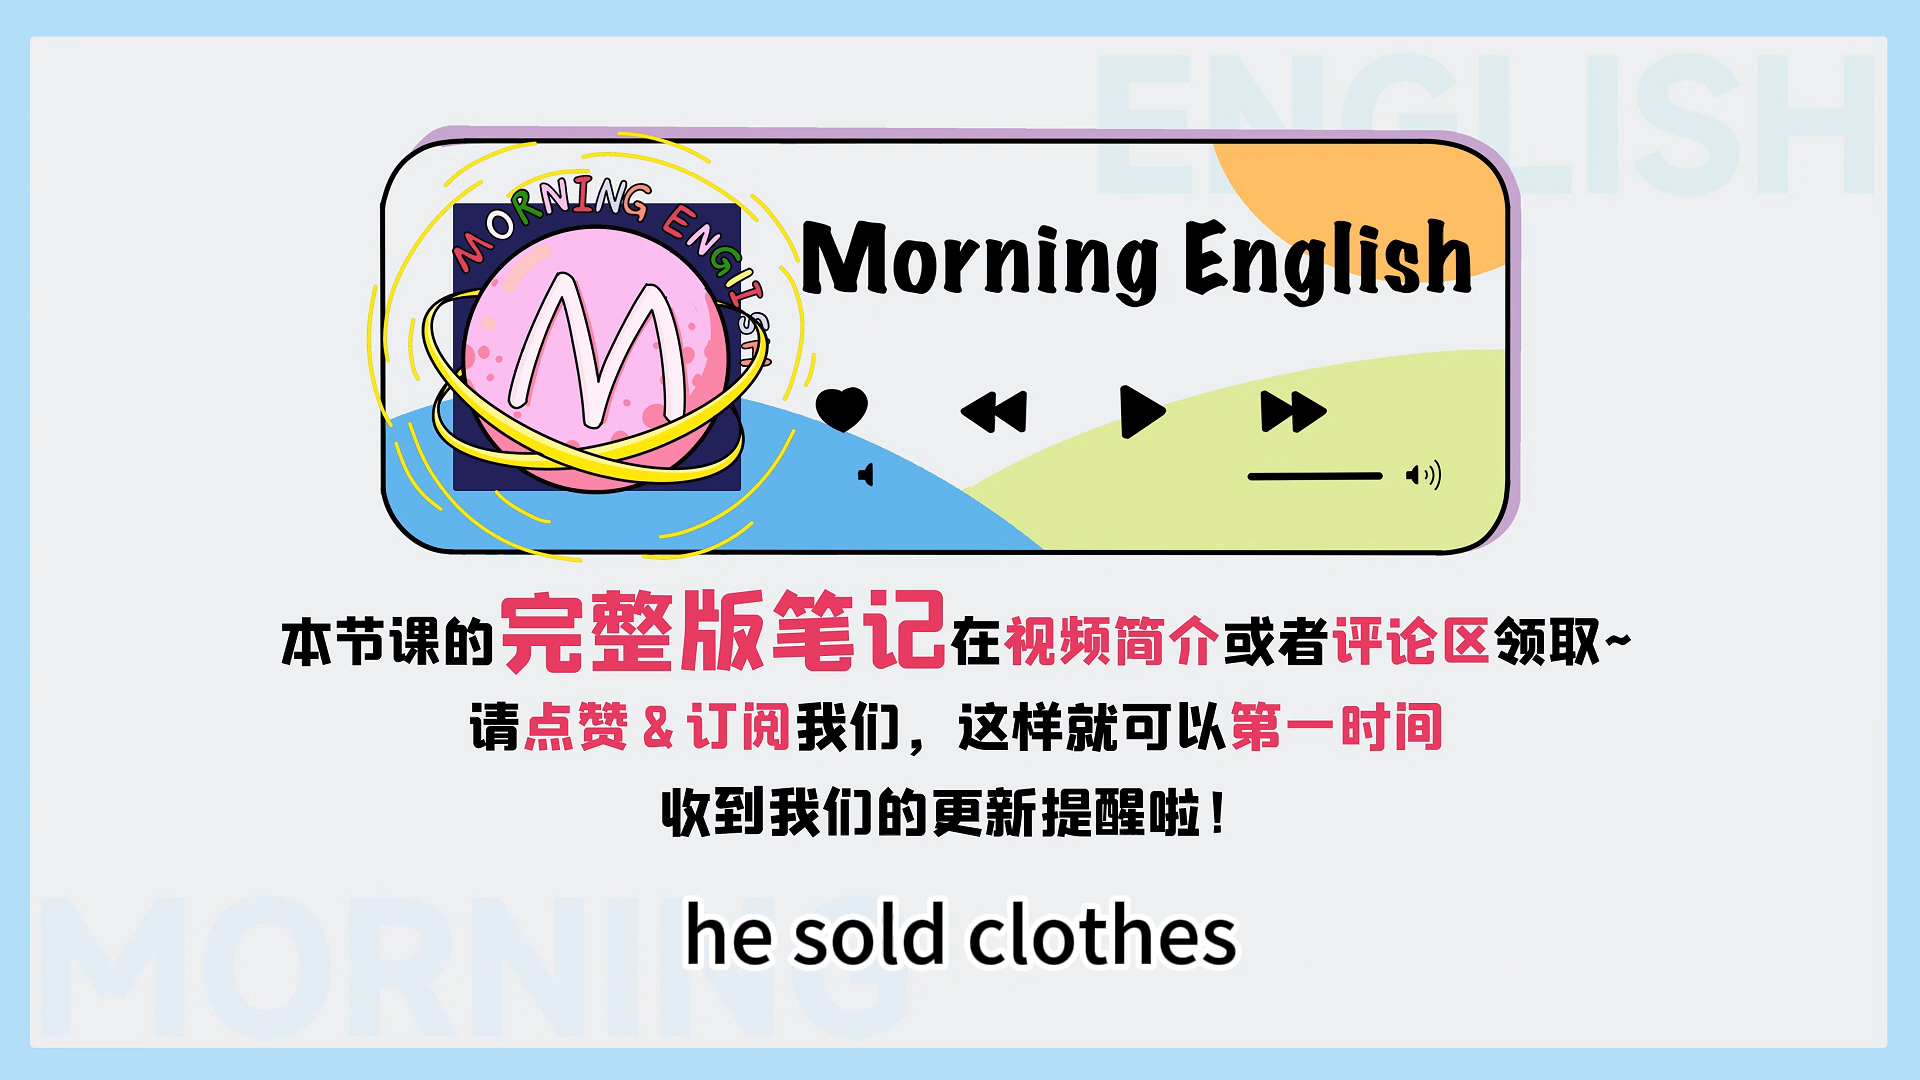 ENGLISH
MORNING ENGLISH
M
Morning English
本节课的完整版笔记在视频简介或者评论区领取~
请点赞&订阅我们，这样就可以第一时间
收到我们的更新提醒啦！
he sold clothes
MORNING